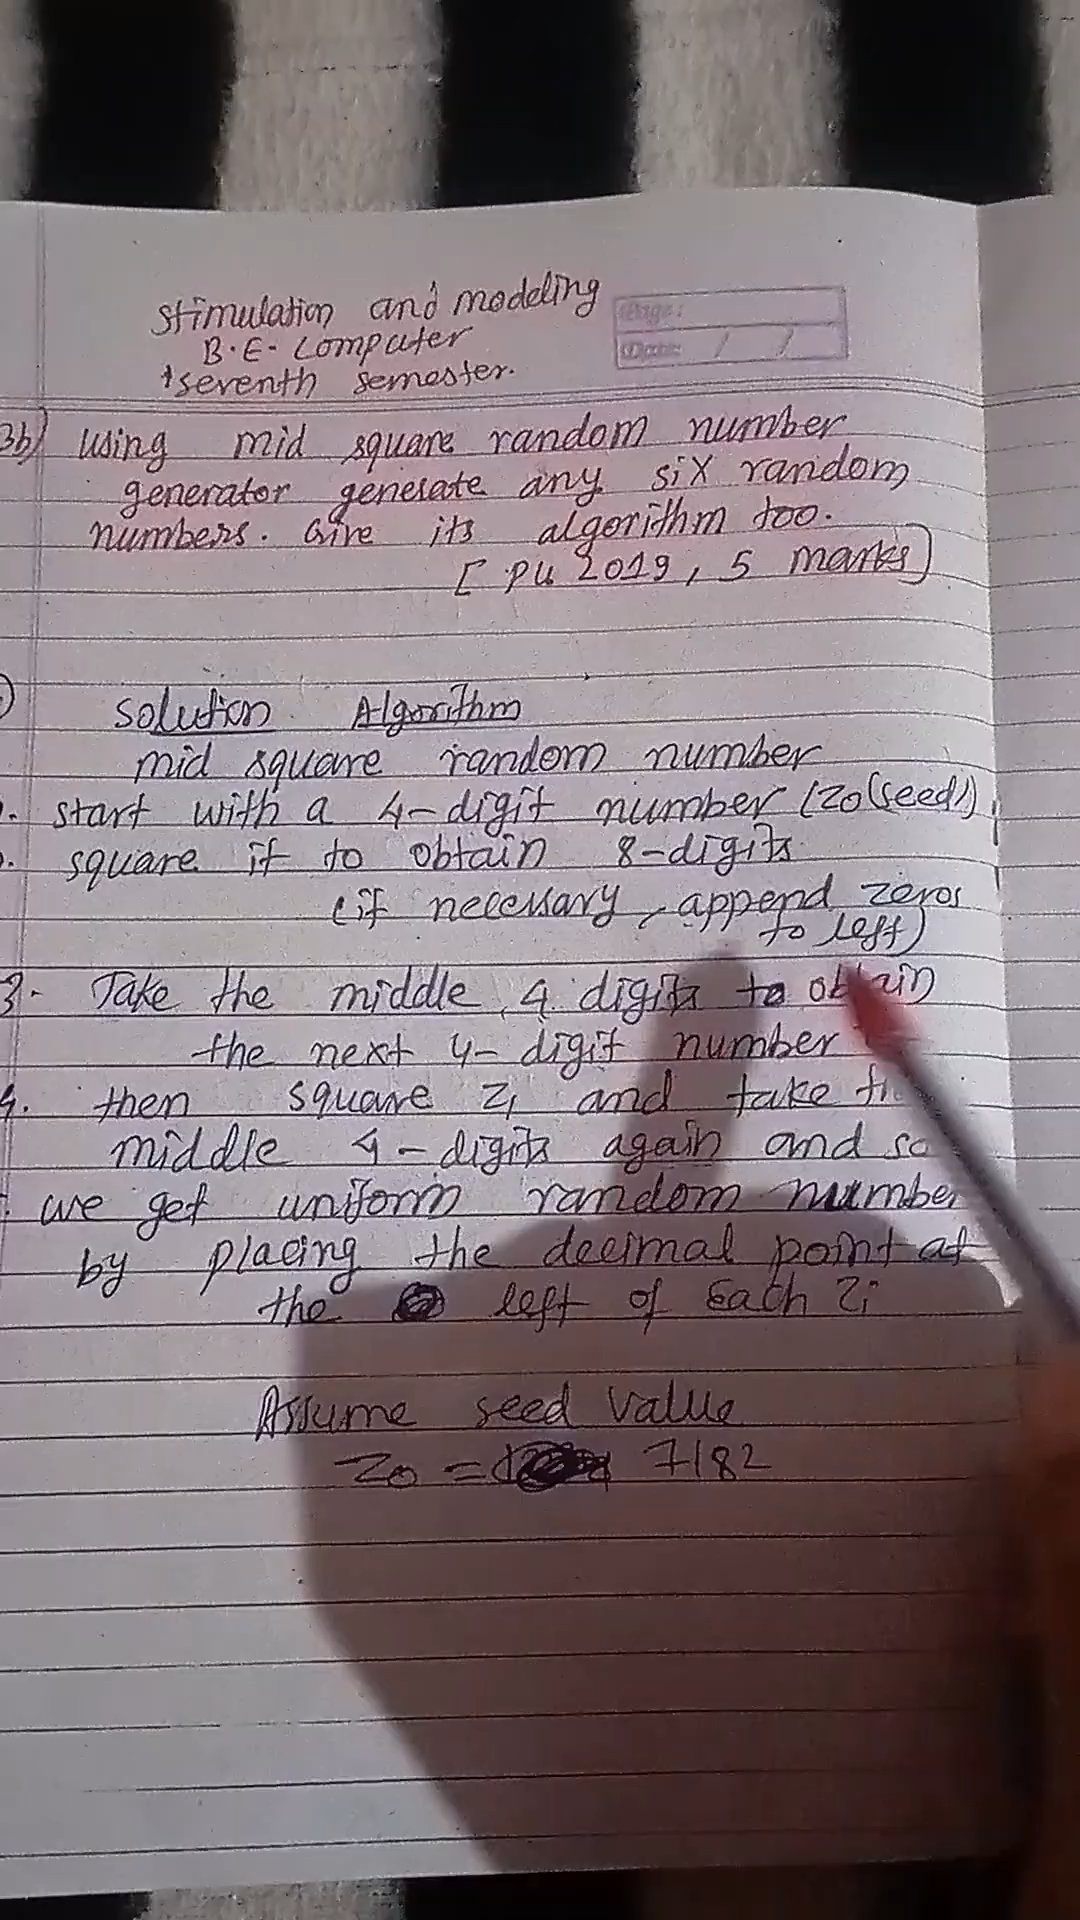 Stimulation and modeling
B.E. Computer
Seventh semester.
Page:
Date: / /
3b) Using mid square random number
generator generate any six random
numbers. Give its algorithm too.
[PU 2019, 5 marks]
Solution Algorithm
mid square random number
start with a 4-digit number (Z0(seed))
square it to obtain 8-digits
(if necessary, append zeros
to left)
3. Take the middle 4 digits to obtain
the next 4-digit number
4. then square Z1 and take
middle 4-digits again and so
we get uniform random number
by placing the decimal point at
the left of Each Zi
Assume seed value
Z0 = 7182